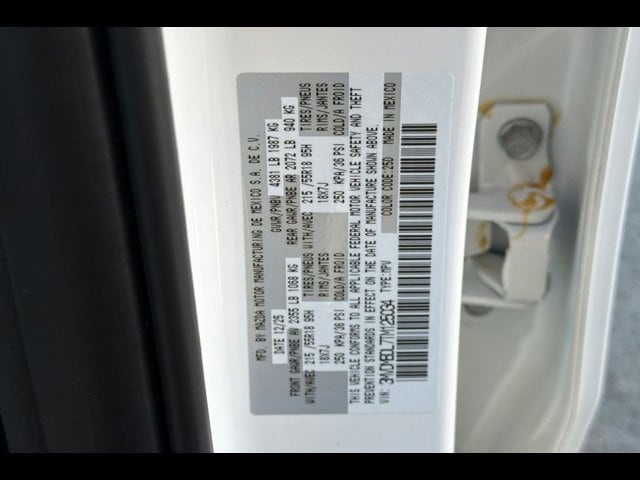 MFD. BY MAZDA MOTOR MANUFACTURING DE MEXICO S.A. DE C.V.
DATE 12/25 GVWR/PNBV 4381 LB 1987 KG
FRONT GAWR/PNBE AV 2355 LB 1068 KG REAR GAWR/PNBE AR 2072 LB 940 KG
WITH/AVEC 215/55R18 95H TIRES/PNEUS WITH/AVEC 215/55R18 95H TIRES/PNEUS
18X7J RIMS/JANTES 18X7J RIMS/JANTES
250 KPA/36 PSI COLD/A FROID 250 KPA/36 PSI COLD/A FROID
THIS VEHICLE CONFORMS TO ALL APPLICABLE FEDERAL MOTOR VEHICLE SAFETY AND THEFT
PREVENTION STANDARDS IN EFFECT ON THE DATE OF MANUFACTURE SHOWN ABOVE.
VIN: TYPE:MPV COLOR CODE: MADE IN MEXICO